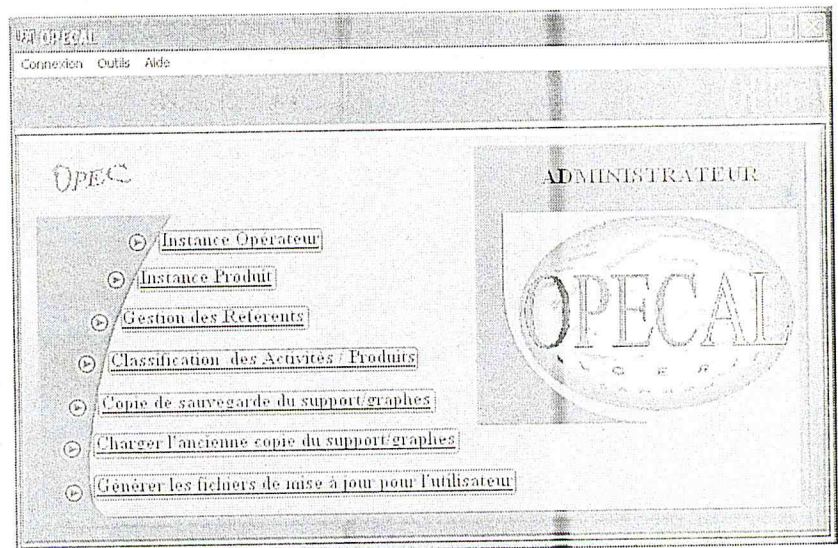 OPECAL
Connexion Outils Aide
OPEC
ADMINISTRATEUR
Instance Opérateur
Instance Produit
Gestion des Referents
Classification des Activités / Produits
Copie de sauvegarde du support/graphes
Charger l'ancienne copie du support/graphes
Générer les fichiers de mise à jour pour l'utilisateur
OPECAL